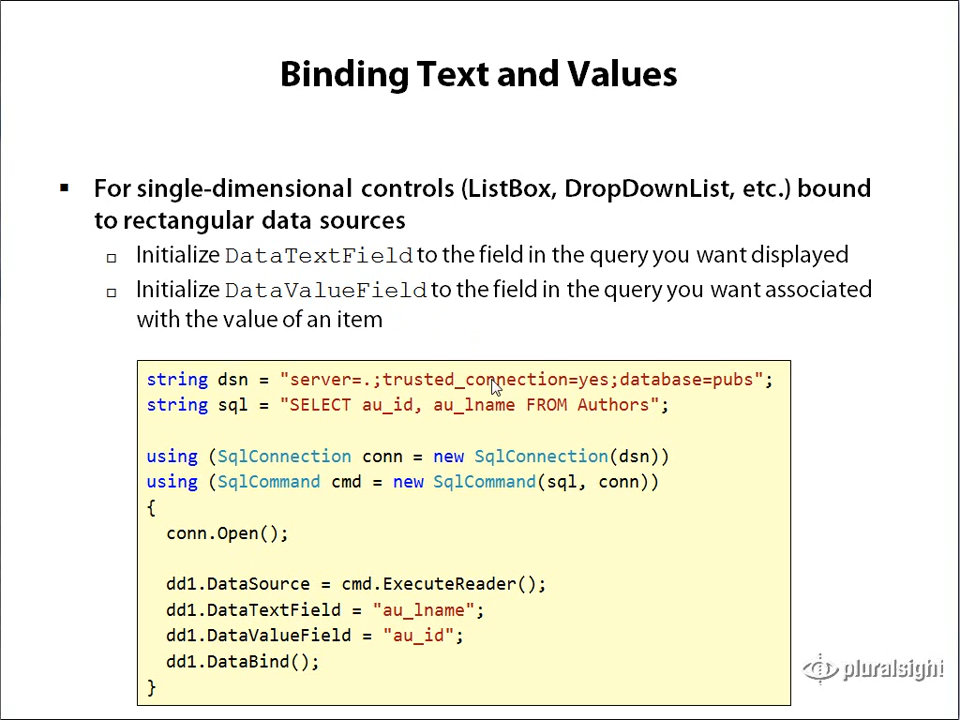 Binding Text and Values
▪ For single-dimensional controls (ListBox, DropDownList, etc.) bound
to rectangular data sources
□ Initialize DataTextField to the field in the query you want displayed
□ Initialize DataValueField to the field in the query you want associated
with the value of an item
string dsn = "server=.;trusted_connection=yes;database=pubs";
string sql = "SELECT au_id, au_lname FROM Authors";
using (SqlConnection conn = new SqlConnection(dsn))
using (SqlCommand cmd = new SqlCommand(sql, conn))
{
conn.Open();
dd1.DataSource = cmd.ExecuteReader();
dd1.DataTextField = "au_lname";
dd1.DataValueField = "au_id";
dd1.DataBind();
}
pluralsight